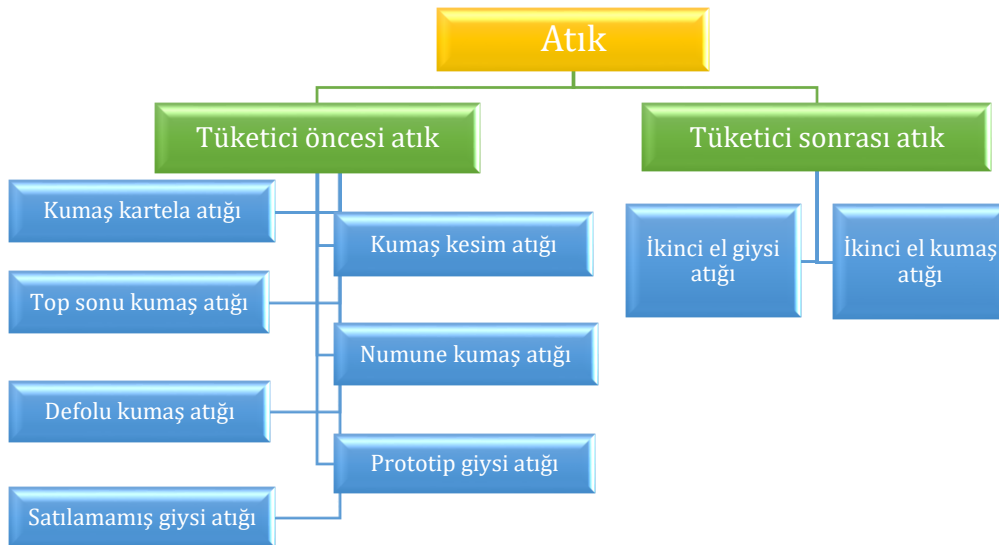 Atık
Tüketici öncesi atık
Tüketici sonrası atık
Kumaş kartela atığı
Kumaş kesim atığı
Top sonu kumaş atığı
Numune kumaş atığı
Defolu kumaş atığı
Prototip giysi atığı
Satılamamış giysi atığı
İkinci el giysi
atığı
İkinci el kumaş
atığı